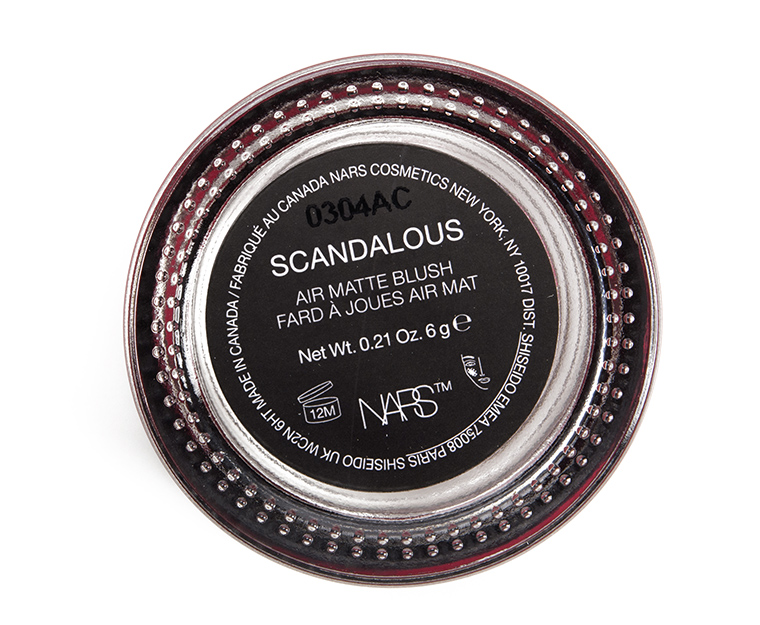 MADE IN CANADA / FABRIQUÉ AU CANADA NARS COSMETICS NEW YORK, NY 10017 DIST. SHISEIDO EMEA 75008 PARIS SHISEIDO UK WC2N 6HT
0304AC
SCANDALOUS
AIR MATTE BLUSH
FARD À JOUES AIR MAT
Net Wt. 0.21 Oz. 6 g ℮
12M
NARS™